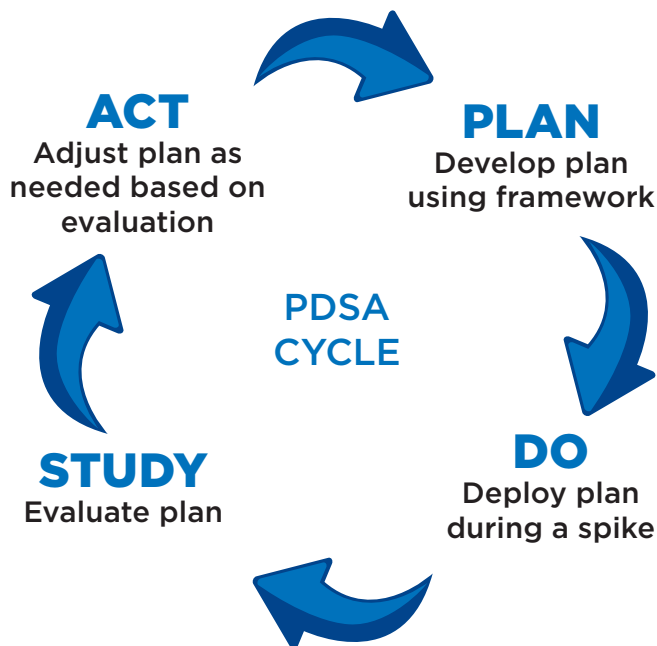 ACT
Adjust plan as
needed based on
evaluation
PLAN
Develop plan
using framework
PDSA
CYCLE
DO
Deploy plan
during a spike
STUDY
Evaluate plan